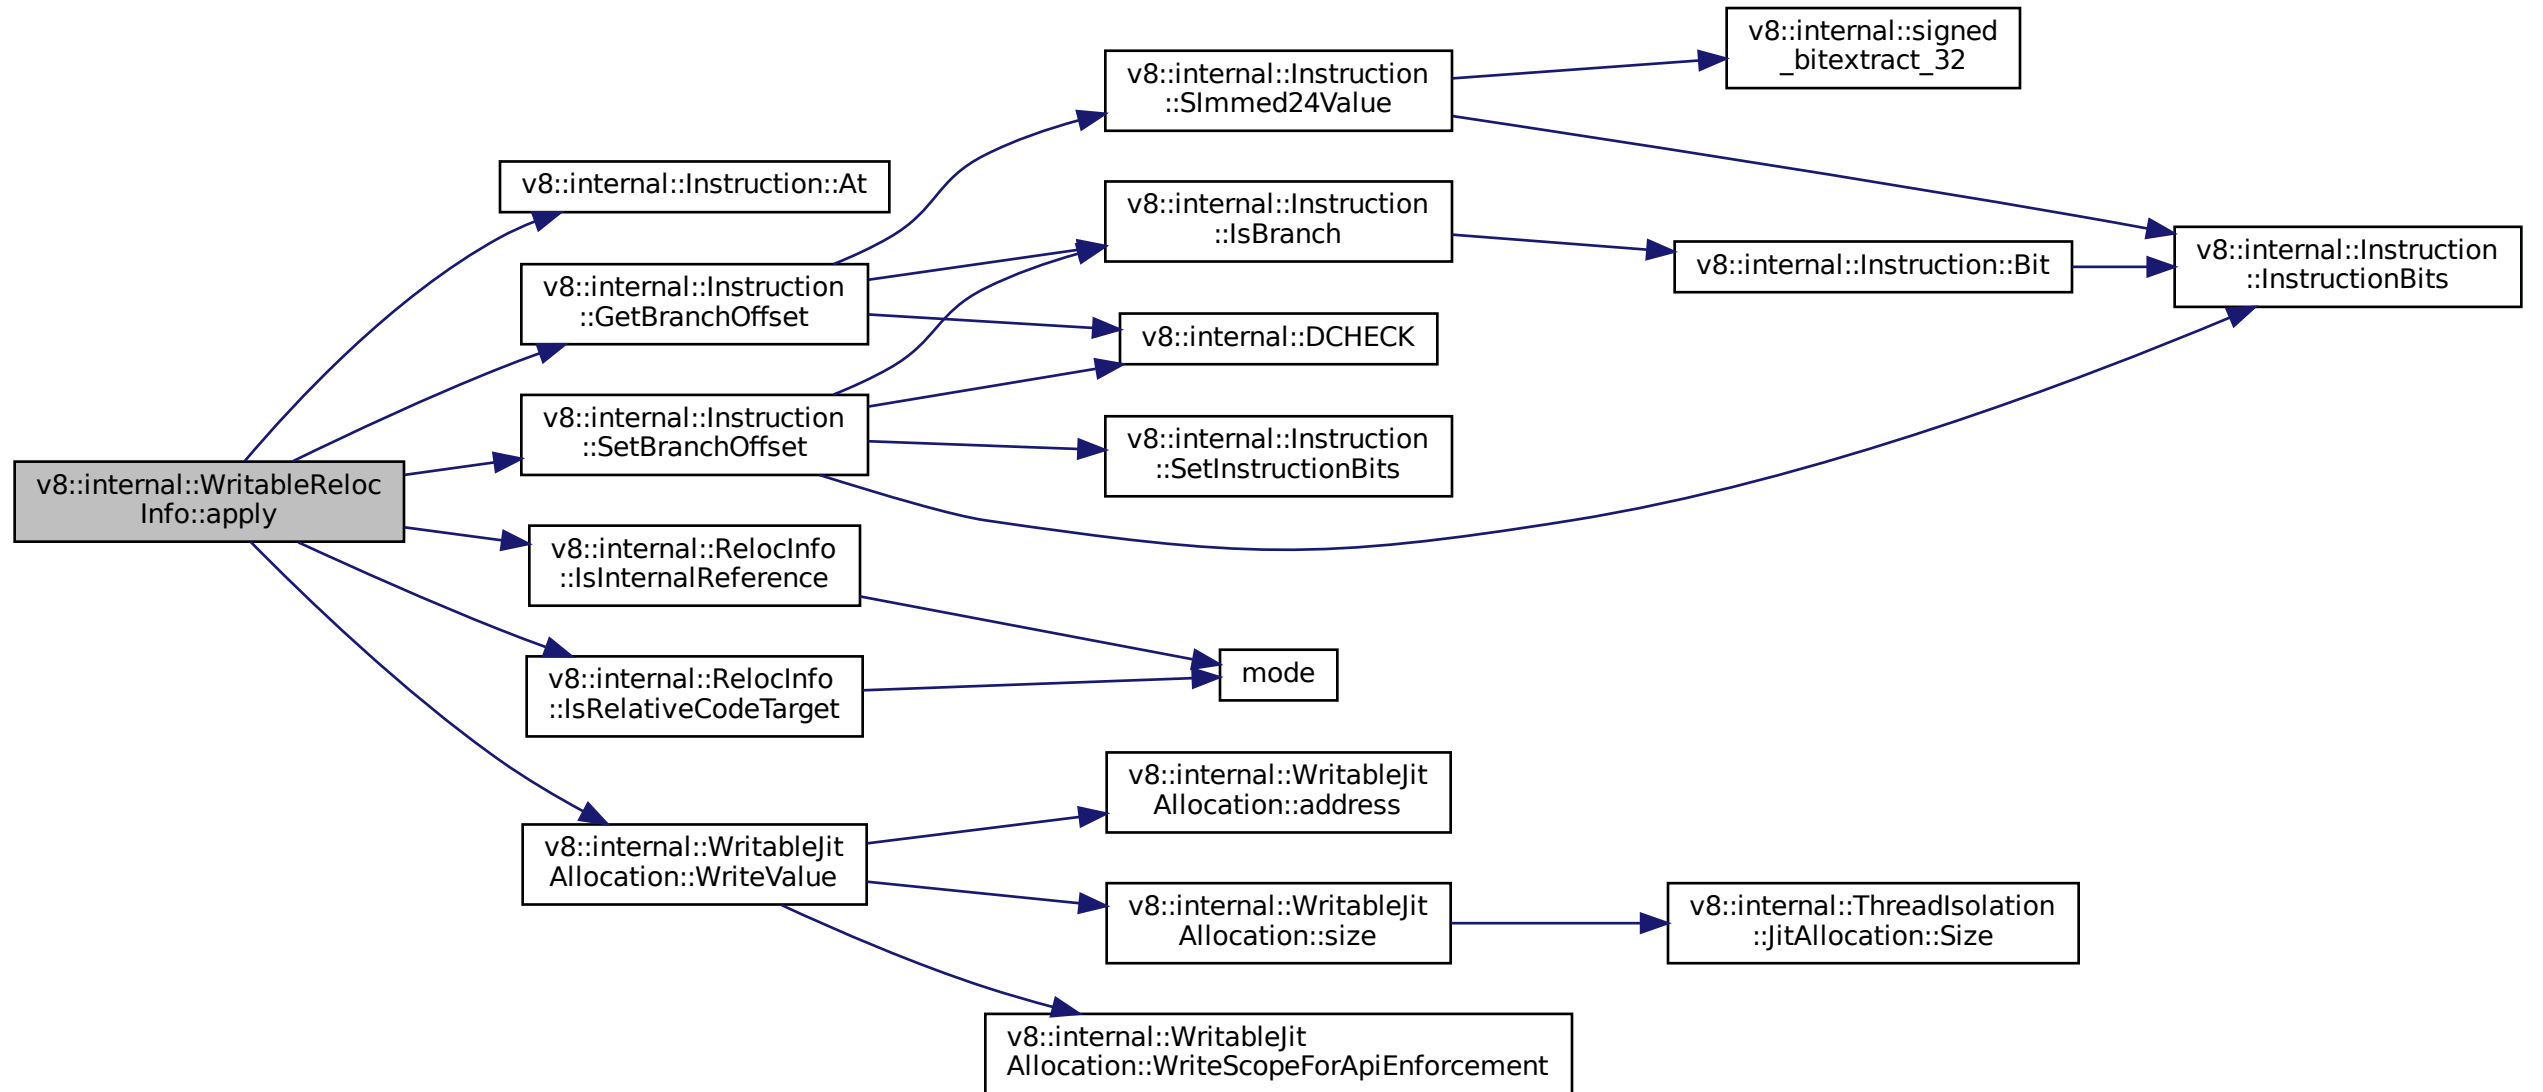 v8::internal::WritableReloc
Info::apply
v8::internal::Instruction::At
v8::internal::Instruction
::GetBranchOffset
v8::internal::Instruction
::SetBranchOffset
v8::internal::RelocInfo
::IsInternalReference
v8::internal::RelocInfo
::IsRelativeCodeTarget
v8::internal::WritableJit
Allocation::WriteValue
v8::internal::Instruction
::SImmed24Value
v8::internal::Instruction
::IsBranch
v8::internal::DCHECK
v8::internal::Instruction
::SetInstructionBits
mode
v8::internal::WritableJit
Allocation::address
v8::internal::WritableJit
Allocation::size
v8::internal::WritableJit
Allocation::WriteScopeForApiEnforcement
v8::internal::signed
_bitextract_32
v8::internal::Instruction::Bit
v8::internal::ThreadIsolation
::JitAllocation::Size
v8::internal::Instruction
::InstructionBits